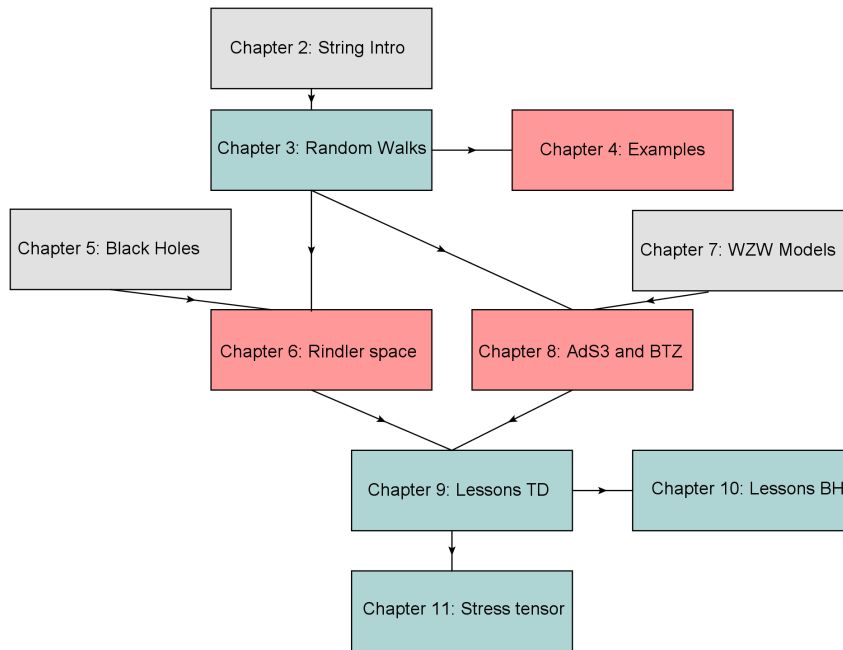 Chapter 2: String Intro
Chapter 3: Random Walks
Chapter 4: Examples
Chapter 5: Black Holes
Chapter 7: WZW Models
Chapter 6: Rindler space
Chapter 8: AdS3 and BTZ
Chapter 9: Lessons TD
Chapter 10: Lessons BH
Chapter 11: Stress tensor